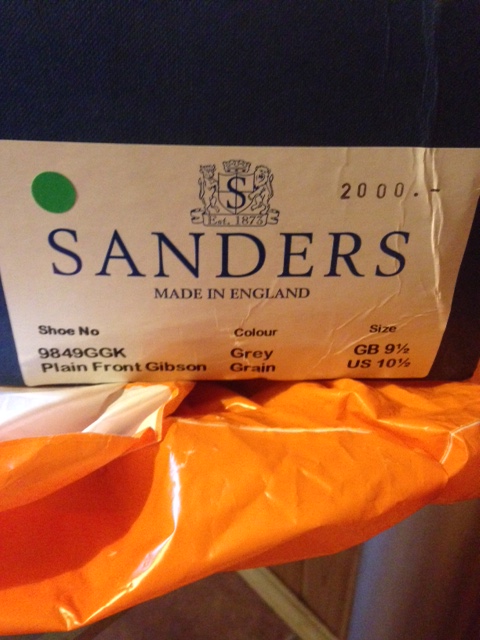 S
Est. 1873
2000.-
SANDERS
MADE IN ENGLAND
Shoe No Colour Size
9849GGK Grey GB 9½
Plain Front Gibson Grain US 10½